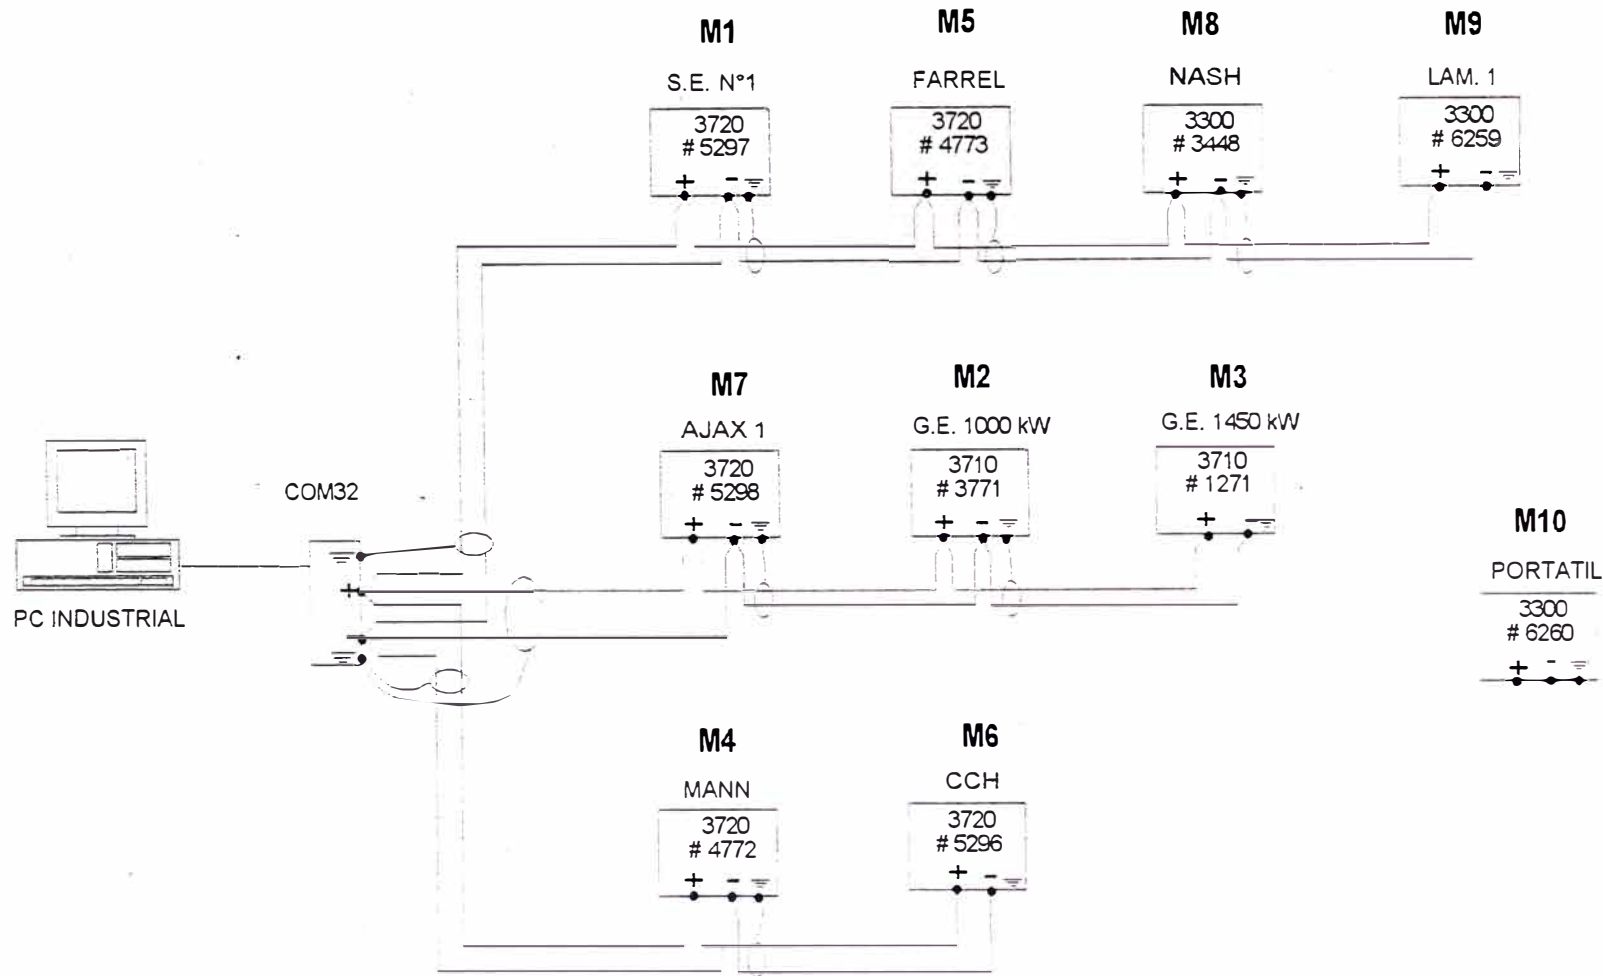 M1
S.E. N°1
3720
# 5297
+ -
M5
FARREL
3720
# 4773
+ -
M8
NASH
3300
# 3448
+ -
M9
LAM. 1
3300
# 6259
+ -
M7
AJAX 1
3720
# 5298
+ -
M2
G.E. 1000 kW
3710
# 3771
+ -
M3
G.E. 1450 kW
3710
# 1271
+
COM32
+
PC INDUSTRIAL
M10
PORTATIL
3300
# 6260
+ -
M4
MANN
3720
# 4772
+ -
M6
CCH
3720
# 5296
+ -